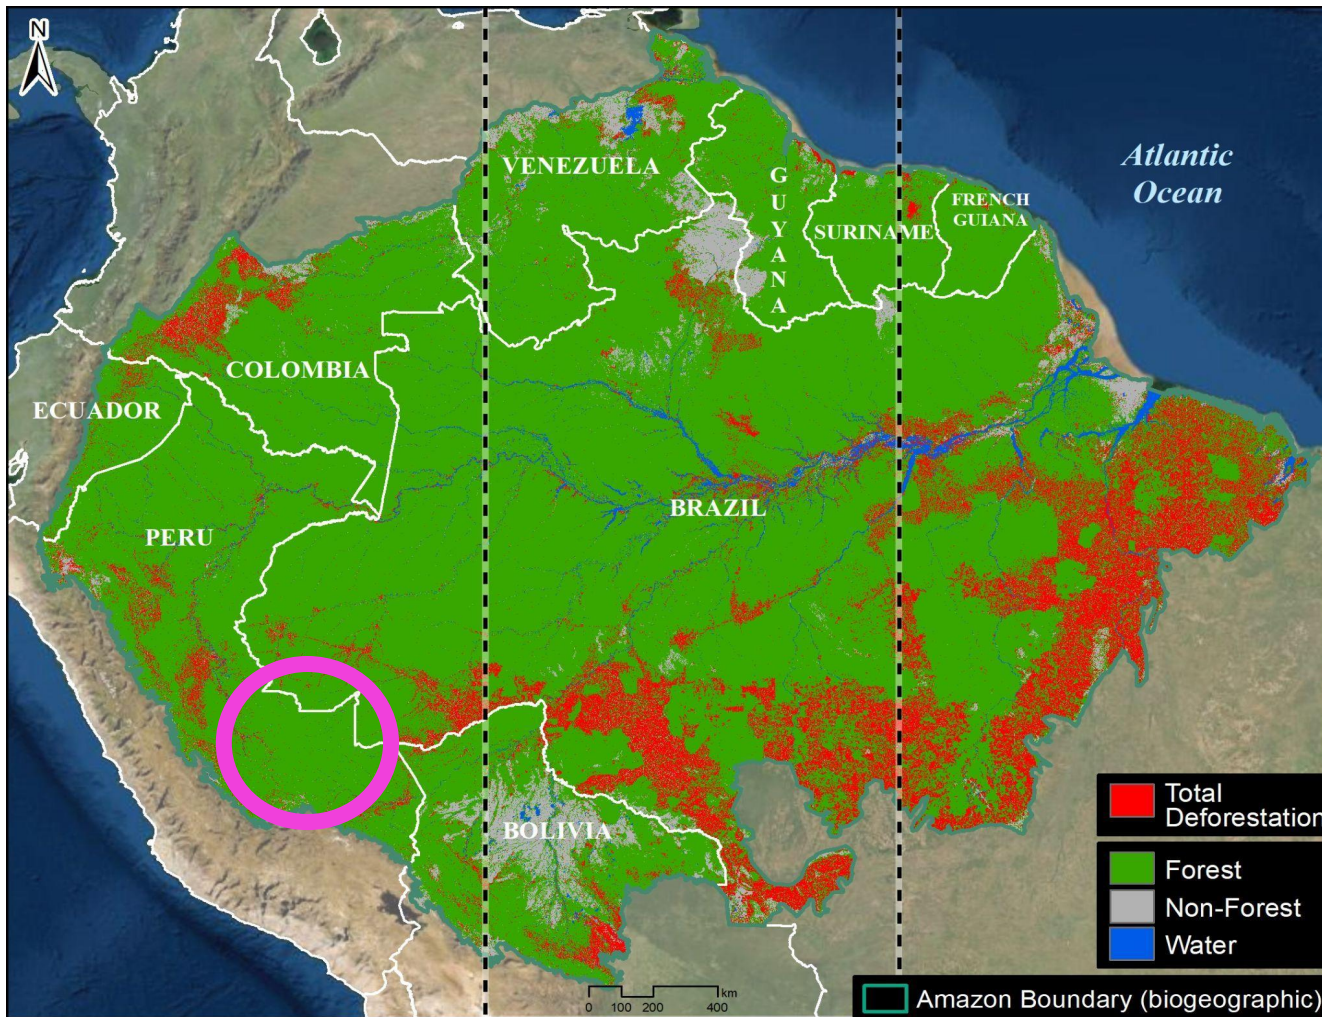 N
VENEZUELA
Atlantic
Ocean
G
U
Y
A
N
A
FRENCH
GUIANA
SURINAME
COLOMBIA
ECUADOR
BRAZIL
PERU
BOLIVIA
Total
Deforestation
Forest
Non-Forest
Water
km
0 100 200 400
Amazon Boundary (biogeographic)